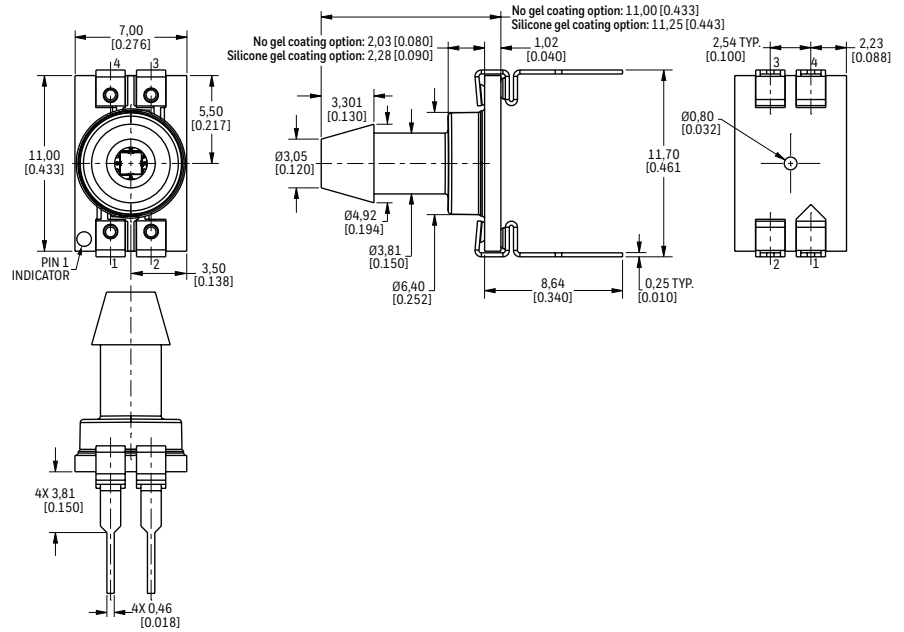 No gel coating option: 11,00 [0.433]
Silicone gel coating option: 11,25 [0.443]
7,00
[0.276]
No gel coating option: 2,03 [0.080]
Silicone gel coating option: 2,28 [0.090]
1,02
[0.040]
2,54 TYP.
[0.100]
2,23
[0.088]
4
3
3
4
5,50
[0.217]
3,301
[0.130]
Ø0,80
[0.032]
11,00
[0.433]
Ø3,05
[0.120]
11,70
[0.461
Ø4,92
[0.194]
Ø3,81
[0.150]
PIN 1
INDICATOR
1
2
3,50
[0.138]
2
1
Ø6,40
[0.252]
8,64
[0.340]
0,25 TYP.
[0.010]
4X 3,81
[0.150]
4X 0,46
[0.018]